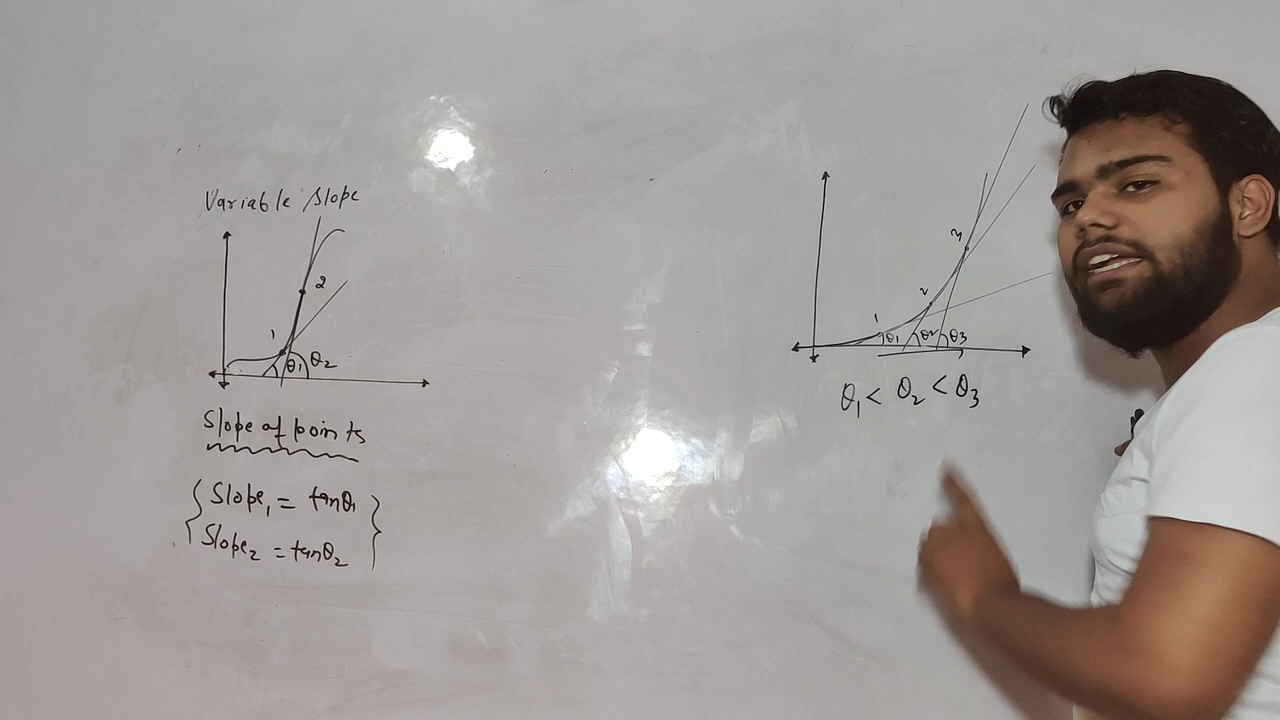 Variable Slope
2
1
θ1 θ2
Slope of points
Slope1 = tanθ1
Slope2 = tanθ2
3
2
1
θ1 θ2 θ3
θ1 < θ2 < θ3